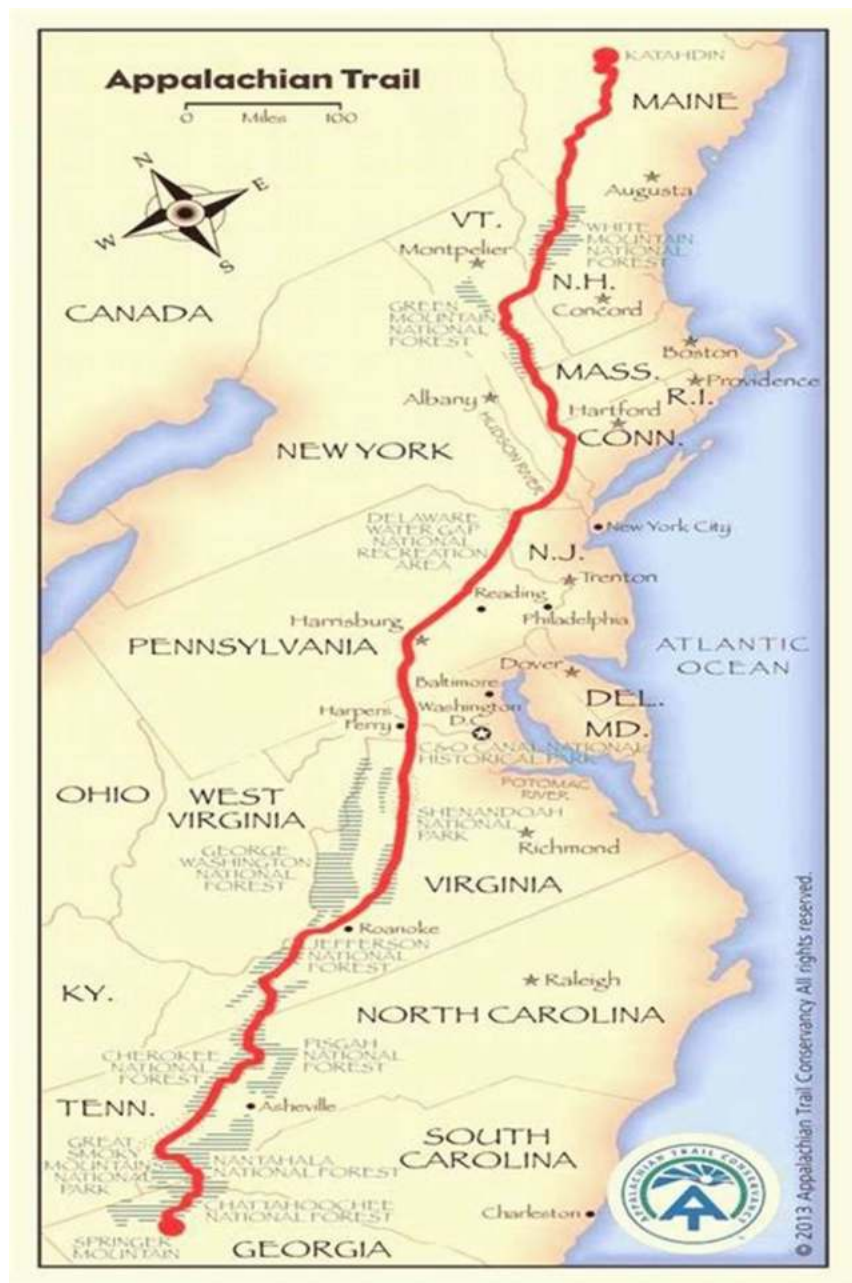 Appalachian Trail
0 Miles 100
N
E
W
S
KATAHDIN
MAINE
Augusta
VT.
Montpelier
WHITE
MOUNTAIN
NATIONAL
FOREST
N.H.
Concord
CANADA
GREEN
MOUNTAIN
NATIONAL
FOREST
Boston
MASS.
Providence
R.I.
Albany
Hartford
CONN.
HUDSON RIVER
NEW YORK
DELAWARE
WATER GAP
NATIONAL
RECREATION
AREA
New York City
N.J.
Trenton
Reading
Philadelphia
Harrisburg
PENNSYLVANIA
ATLANTIC
OCEAN
Dover
Baltimore
DEL.
Washington
D.C.
MD.
Harpers
Ferry
C&O CANAL NATIONAL
HISTORICAL PARK
POTOMAC
RIVER
OHIO
WEST
VIRGINIA
SHENANDOAH
NATIONAL
PARK
Richmond
GEORGE
WASHINGTON
NATIONAL
FOREST
VIRGINIA
Roanoke
JEFFERSON
NATIONAL
FOREST
KY.
Raleigh
NORTH CAROLINA
PISGAH
NATIONAL
FOREST
CHEROKEE
NATIONAL
FOREST
TENN.
Asheville
GREAT
SMOKY
MOUNTAINS
NATIONAL
PARK
SOUTH
CAROLINA
NANTAHALA
NATIONAL FOREST
CHATTAHOOCHEE
NATIONAL FOREST
Charleston
SPRINGER
MOUNTAIN
GEORGIA
APPALACHIAN TRAIL CONSERVANCY
AT
© 2013 Appalachian Trail Conservancy All rights reserved.